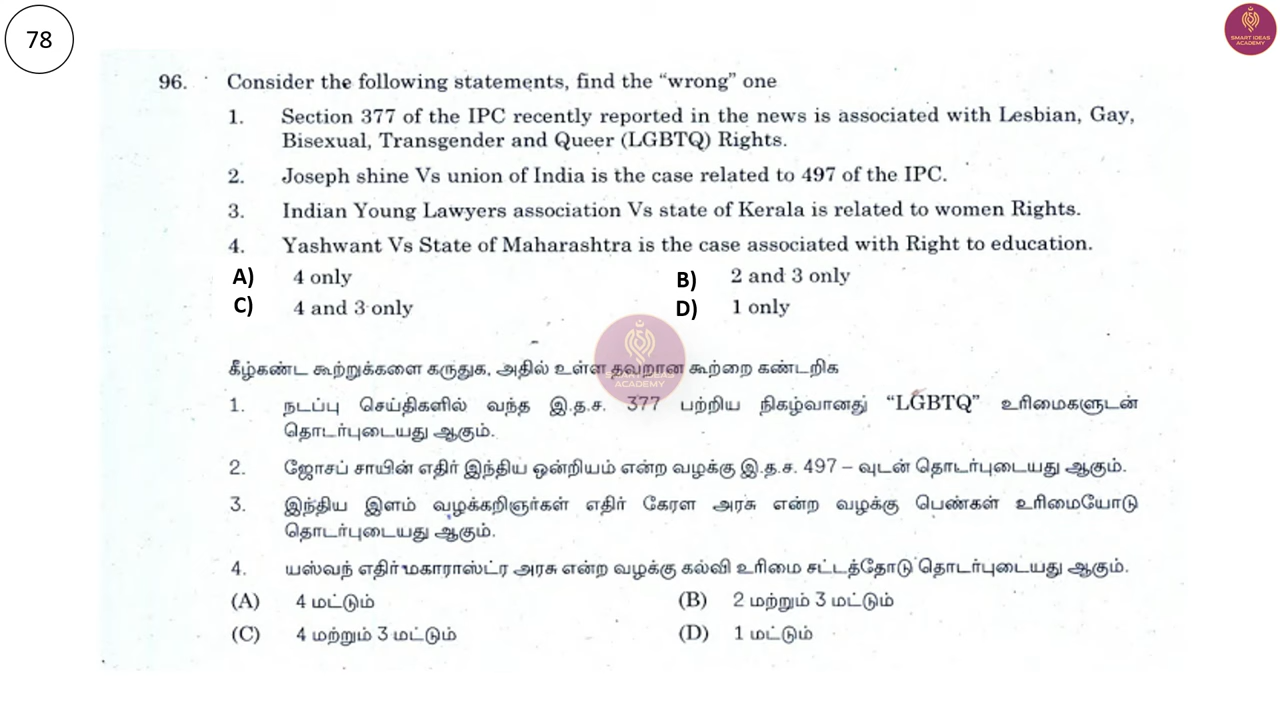 78
SMART IDEAS
ACADEMY
96. Consider the following statements, find the “wrong” one
1. Section 377 of the IPC recently reported in the news is associated with Lesbian, Gay,
Bisexual, Transgender and Queer (LGBTQ) Rights.
2. Joseph shine Vs union of India is the case related to 497 of the IPC.
3. Indian Young Lawyers association Vs state of Kerala is related to women Rights.
4. Yashwant Vs State of Maharashtra is the case associated with Right to education.
A) 4 only B) 2 and 3 only
C) 4 and 3 only D) 1 only
கீழ்கண்ட கூற்றுக்களை கருதுக, அதில் உள்ள தவறான கூற்றை கண்டறிக
SMART IDEAS
ACADEMY
1. நடப்பு செய்திகளில் வந்த இ.த.ச. 377 பற்றிய நிகழ்வானது “LGBTQ” உரிமைகளுடன்
தொடர்புடையது ஆகும்.
2. ஜோசப் சாயின் எதிர் இந்திய ஒன்றியம் என்ற வழக்கு இ.த.ச. 497 – வுடன் தொடர்புடையது ஆகும்.
3. இந்திய இளம் வழக்கறிஞர்கள் எதிர் கேரள அரசு என்ற வழக்கு பெண்கள் உரிமையோடு
தொடர்புடையது ஆகும்.
4. யஸ்வந் எதிர் மகாராஸ்ட்ர அரசு என்ற வழக்கு கல்வி உரிமை சட்டத்தோடு தொடர்புடையது ஆகும்.
(A) 4 மட்டும் (B) 2 மற்றும் 3 மட்டும்
(C) 4 மற்றும் 3 மட்டும் (D) 1 மட்டும்